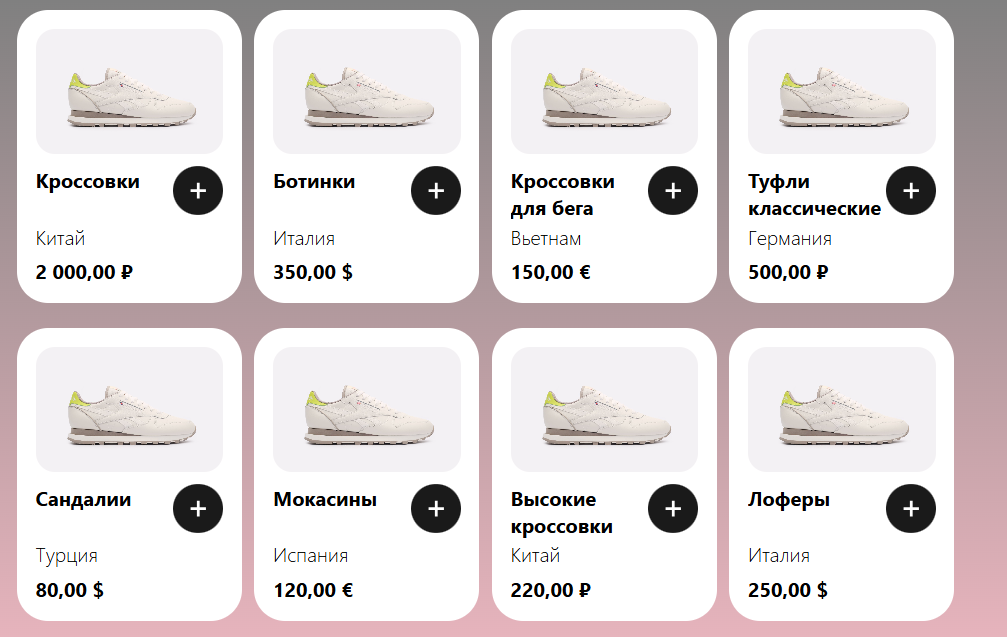 Кроссовки
+
Китай
2 000,00 ₽
Ботинки
+
Италия
350,00 $
Кроссовки
для бега
+
Вьетнам
150,00 €
Туфли
классические
+
Германия
500,00 ₽
Сандалии
+
Турция
80,00 $
Мокасины
+
Испания
120,00 €
Высокие
кроссовки
+
Китай
220,00 ₽
Лоферы
+
Италия
250,00 $